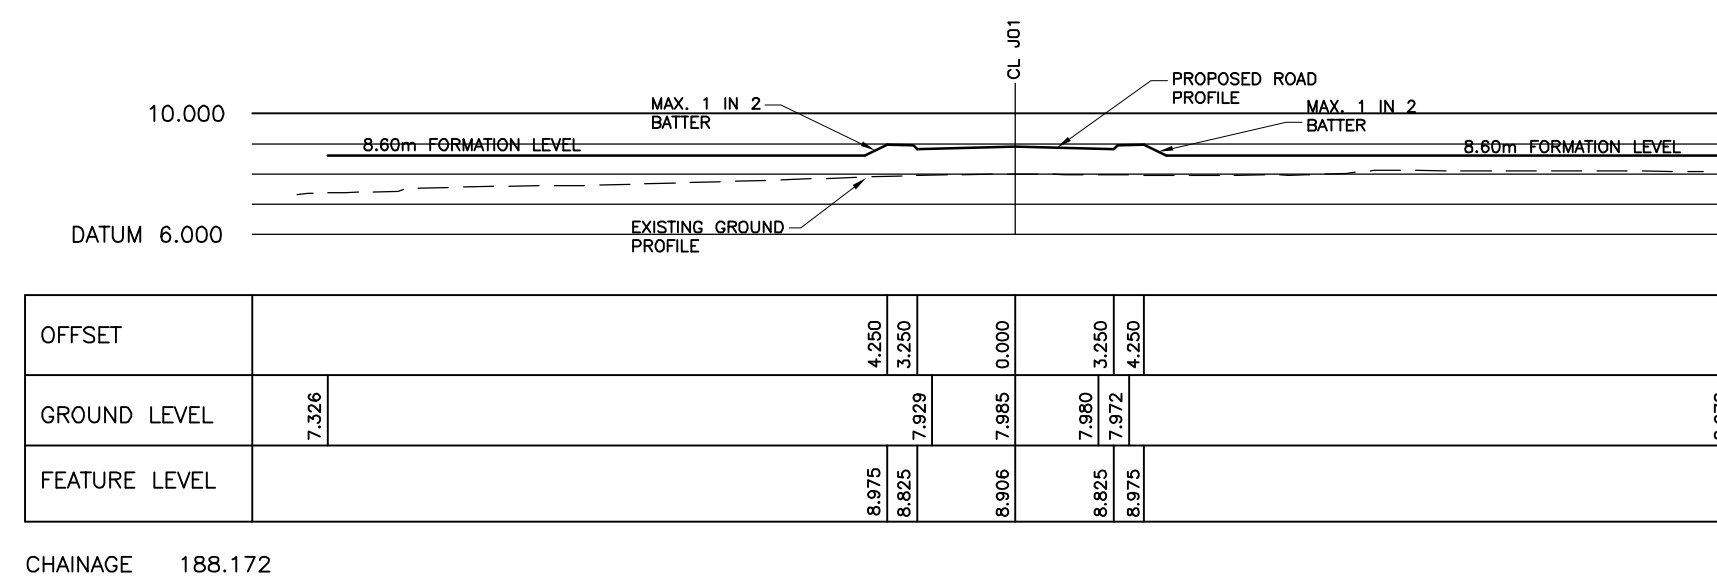 CL J01
PROPOSED ROAD
PROFILE
MAX. 1 IN 2
BATTER
MAX. 1 IN 2
BATTER
10.000
8.60m FORMATION LEVEL
8.60m FORMATION LEVEL
EXISTING GROUND
PROFILE
DATUM 6.000
OFFSET
4.250
3.250
0.000
3.250
4.250
GROUND LEVEL
7.326
7.929
7.985
7.980
7.972
FEATURE LEVEL
8.975
8.825
8.906
8.825
8.975
CHAINAGE 188.172